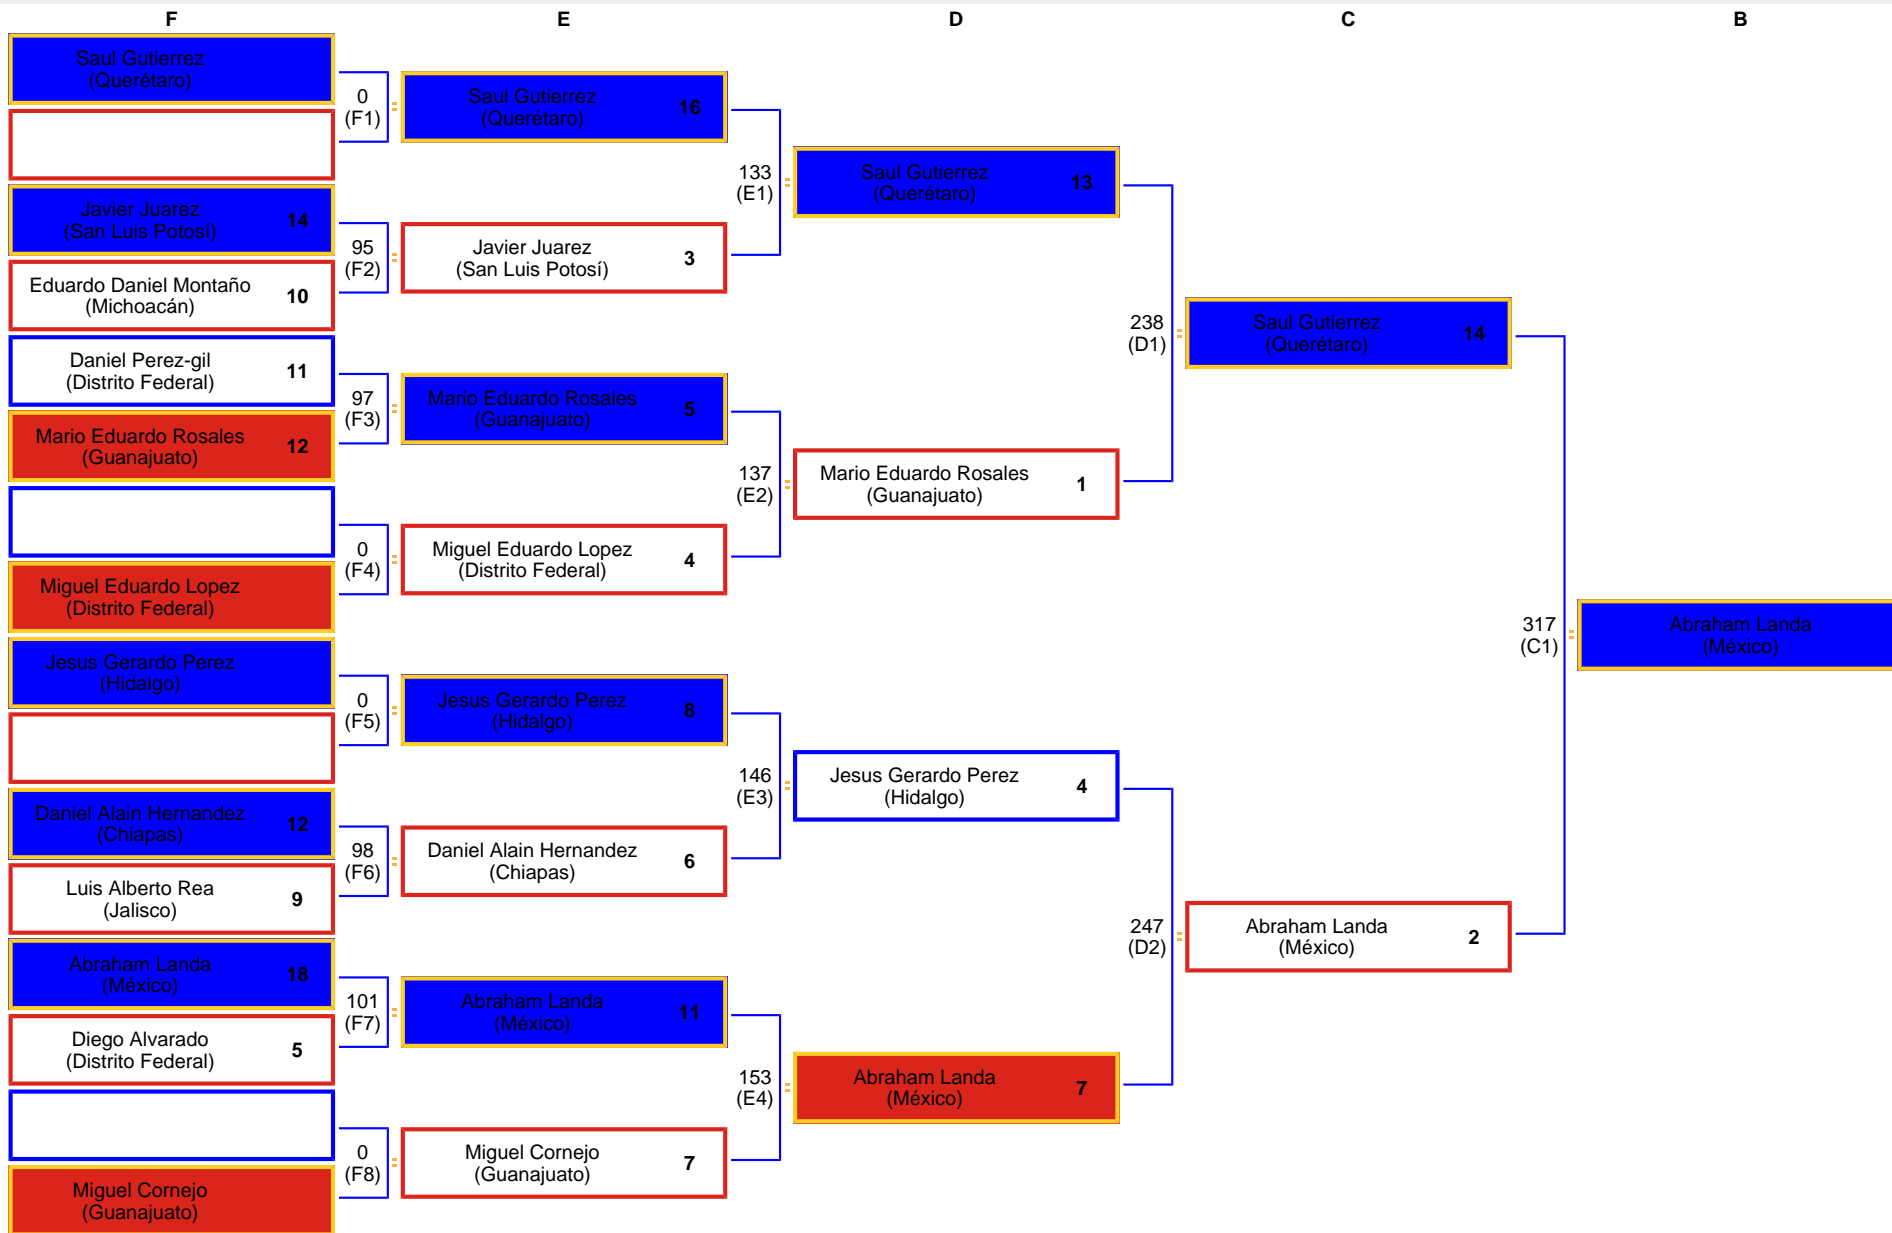 F
E
D
C
B
Saul Gutierrez
(Querétaro)
0
(F1)
Javier Juarez
(San Luis Potosí)
14
95
(F2)
Eduardo Daniel Montaño
(Michoacán)
10
Daniel Perez-gil
(Distrito Federal)
11
97
(F3)
Mario Eduardo Rosales
(Guanajuato)
12
0
(F4)
Miguel Eduardo Lopez
(Distrito Federal)
Jesus Gerardo Perez
(Hidalgo)
0
(F5)
Daniel Alain Hernandez
(Chiapas)
12
98
(F6)
Luis Alberto Rea
(Jalisco)
9
Abraham Landa
(México)
18
101
(F7)
Diego Alvarado
(Distrito Federal)
5
0
(F8)
Miguel Cornejo
(Guanajuato)
Saul Gutierrez
(Querétaro)
16
133
(E1)
Javier Juarez
(San Luis Potosí)
3
Mario Eduardo Rosales
(Guanajuato)
5
137
(E2)
Miguel Eduardo Lopez
(Distrito Federal)
4
Jesus Gerardo Perez
(Hidalgo)
8
146
(E3)
Daniel Alain Hernandez
(Chiapas)
6
Abraham Landa
(México)
11
153
(E4)
Miguel Cornejo
(Guanajuato)
7
Saul Gutierrez
(Querétaro)
13
238
(D1)
Mario Eduardo Rosales
(Guanajuato)
1
Jesus Gerardo Perez
(Hidalgo)
4
247
(D2)
Abraham Landa
(México)
7
Saul Gutierrez
(Querétaro)
14
317
(C1)
Abraham Landa
(México)
2
Abraham Landa
(México)